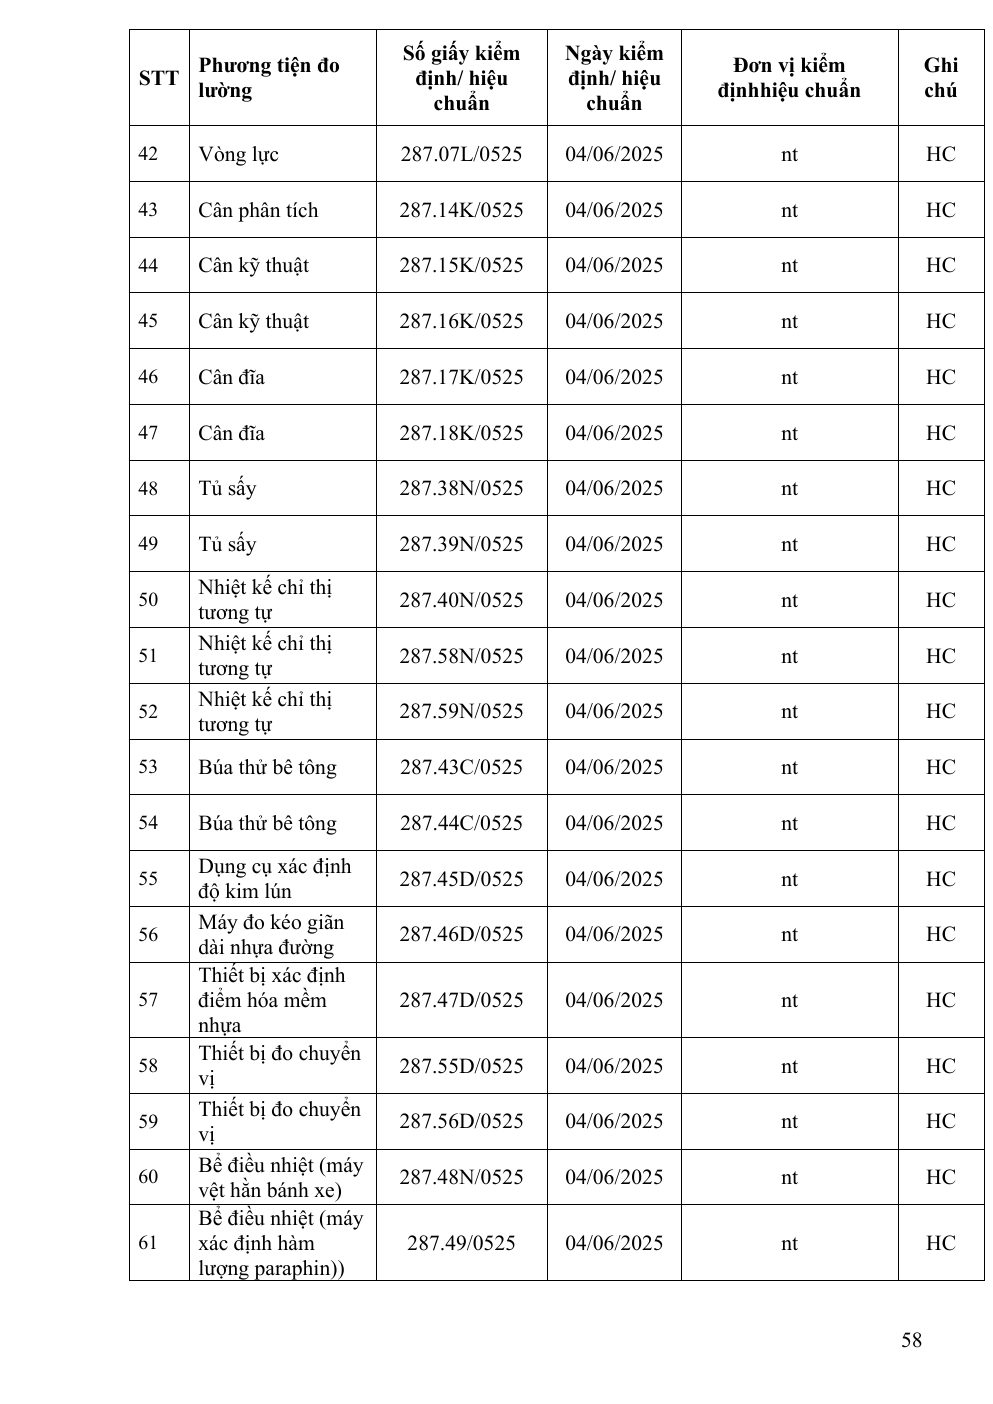 STT
Phương tiện đo
lường
Số giấy kiểm
định/ hiệu
chuẩn
Ngày kiểm
định/ hiệu
chuẩn
Đơn vị kiểm
địnhhiệu chuẩn
Ghi
chú
42 Vòng lực 287.07L/0525 04/06/2025 nt HC
43 Cân phân tích 287.14K/0525 04/06/2025 nt HC
44 Cân kỹ thuật 287.15K/0525 04/06/2025 nt HC
45 Cân kỹ thuật 287.16K/0525 04/06/2025 nt HC
46 Cân đĩa 287.17K/0525 04/06/2025 nt HC
47 Cân đĩa 287.18K/0525 04/06/2025 nt HC
48 Tủ sấy 287.38N/0525 04/06/2025 nt HC
49 Tủ sấy 287.39N/0525 04/06/2025 nt HC
50 Nhiệt kế chỉ thị
tương tự 287.40N/0525 04/06/2025 nt HC
51 Nhiệt kế chỉ thị
tương tự 287.58N/0525 04/06/2025 nt HC
52 Nhiệt kế chỉ thị
tương tự 287.59N/0525 04/06/2025 nt HC
53 Búa thử bê tông 287.43C/0525 04/06/2025 nt HC
54 Búa thử bê tông 287.44C/0525 04/06/2025 nt HC
55 Dụng cụ xác định
độ kim lún 287.45D/0525 04/06/2025 nt HC
56 Máy đo kéo giãn
dài nhựa đường 287.46D/0525 04/06/2025 nt HC
57 Thiết bị xác định
điểm hóa mềm
nhựa 287.47D/0525 04/06/2025 nt HC
58 Thiết bị đo chuyển
vị 287.55D/0525 04/06/2025 nt HC
59 Thiết bị đo chuyển
vị 287.56D/0525 04/06/2025 nt HC
60 Bể điều nhiệt (máy
vệt hằn bánh xe) 287.48N/0525 04/06/2025 nt HC
61 Bể điều nhiệt (máy
xác định hàm
lượng paraphin)) 287.49/0525 04/06/2025 nt HC
58